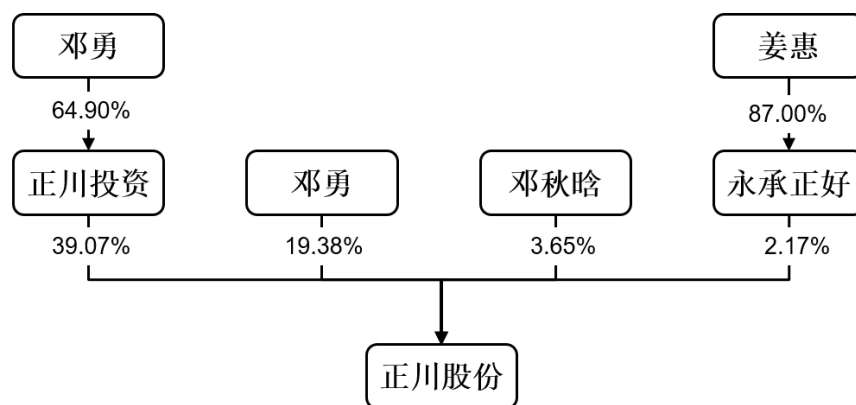 邓勇
姜惠
64.90%
87.00%
正川投资
邓勇
邓秋晗
永承正好
39.07%
19.38%
3.65%
2.17%
正川股份